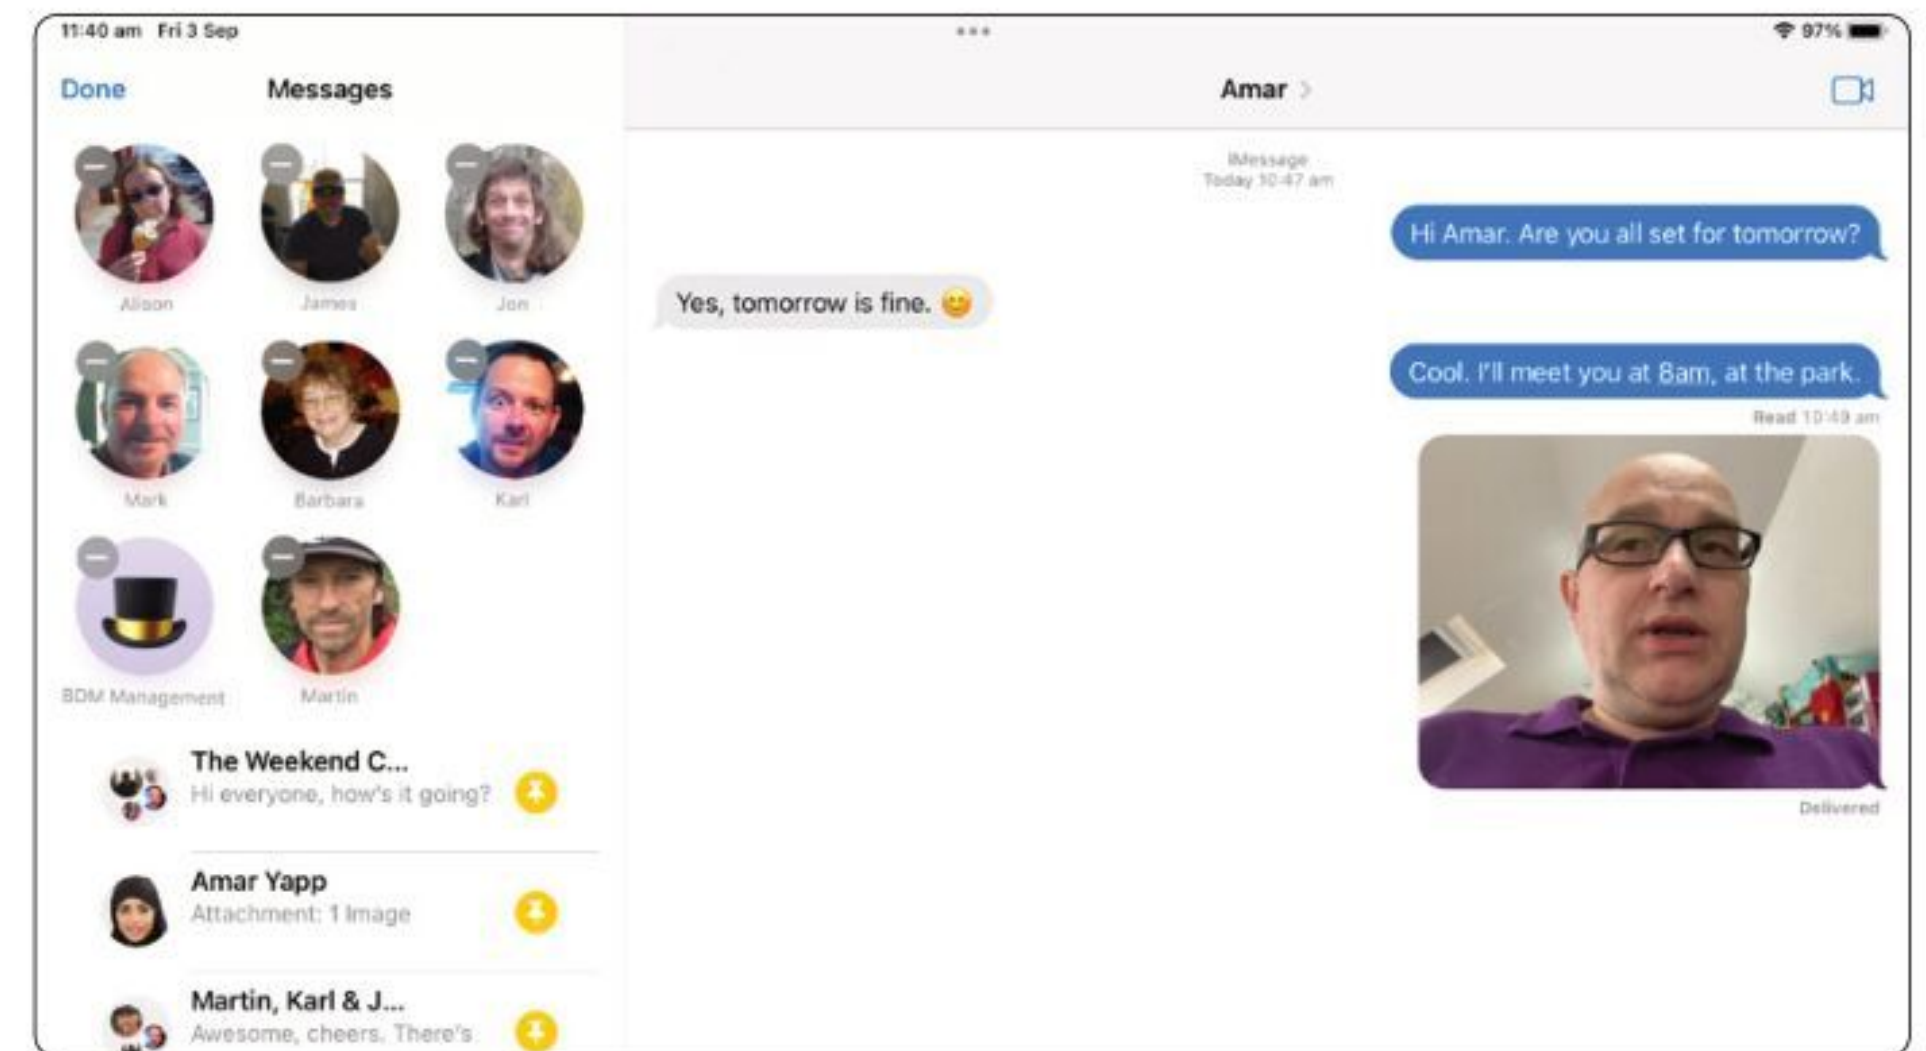 11:40 am Fri 3 Sep
97%
Done
Messages
Amar >
Alison
James
Jon
Mark
Barbara
Karl
BDM Management
Martin
The Weekend C...
Hi everyone, how's it going?
Amar Yapp
Attachment: 1 Image
Martin, Karl & J...
Awesome, cheers. There's
iMessage
Today 10:47 am
Hi Amar. Are you all set for tomorrow?
Yes, tomorrow is fine. 😊
Cool. I'll meet you at 8am, at the park.
Read 10:49 am
Delivered